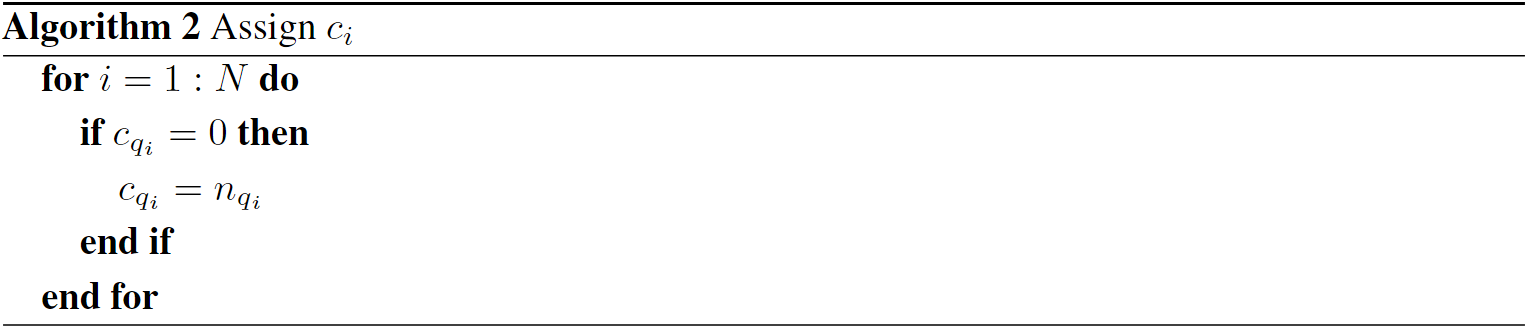 Algorithm 2 Assign $c_i$
for $i = 1 : N$ do
if $c_{q_i} = 0$ then
$c_{q_i} = n_{q_i}$
end if
end for